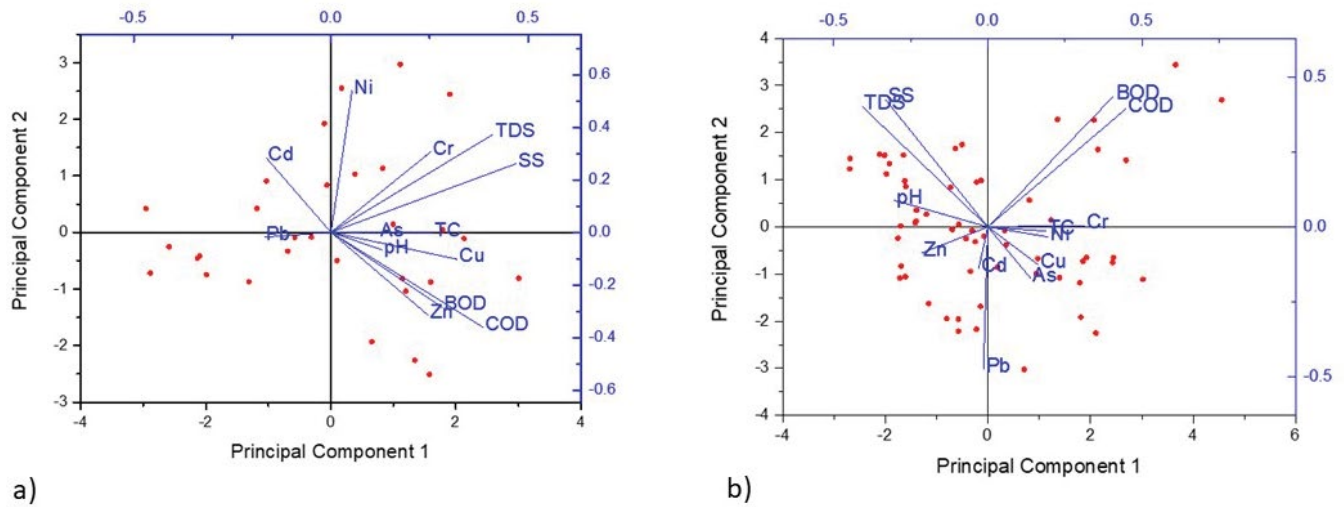 -0.5 0.0 0.5
3
2
1
0
-1
-2
-3
Principal Component 2
0.6
0.4
0.2
0.0
-0.2
-0.4
-0.6
Ni
TDS
Cr
Cd
SS
Pb
As
TC
pH
Cu
BOD
Zn
COD
-4 -2 0 2 4
Principal Component 1
a)
-0.5 0.0 0.5
4
3
2
1
0
-1
-2
-3
-4
Principal Component 2
0.5
0.0
-0.5
SS
TDS
BOD
COD
pH
TC
Cr
Ni
Zn
Cd
Cu
As
Pb
-4 -2 0 2 4 6
Principal Component 1
b)